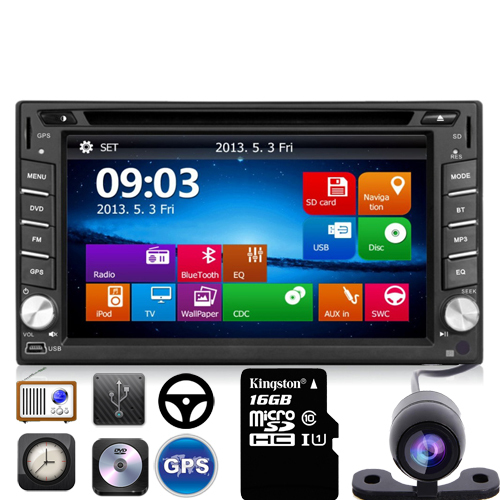 GPS
SD
RES
SET
2013. 5. 3 Fri
MENU
DVD
FM
GPS
VOL
USB
09:03
2013. 5. 3 Fri
SD card
Naviga
tion
USB
Disc
Radio
BlueTooth
EQ
iPod
TV
WallPaper
CDC
AUX in
SWC
MODE
BT
MP3
EQ
SEEK
DVD
GPS
Kingston
16GB
micro
SD
HC I U1
10